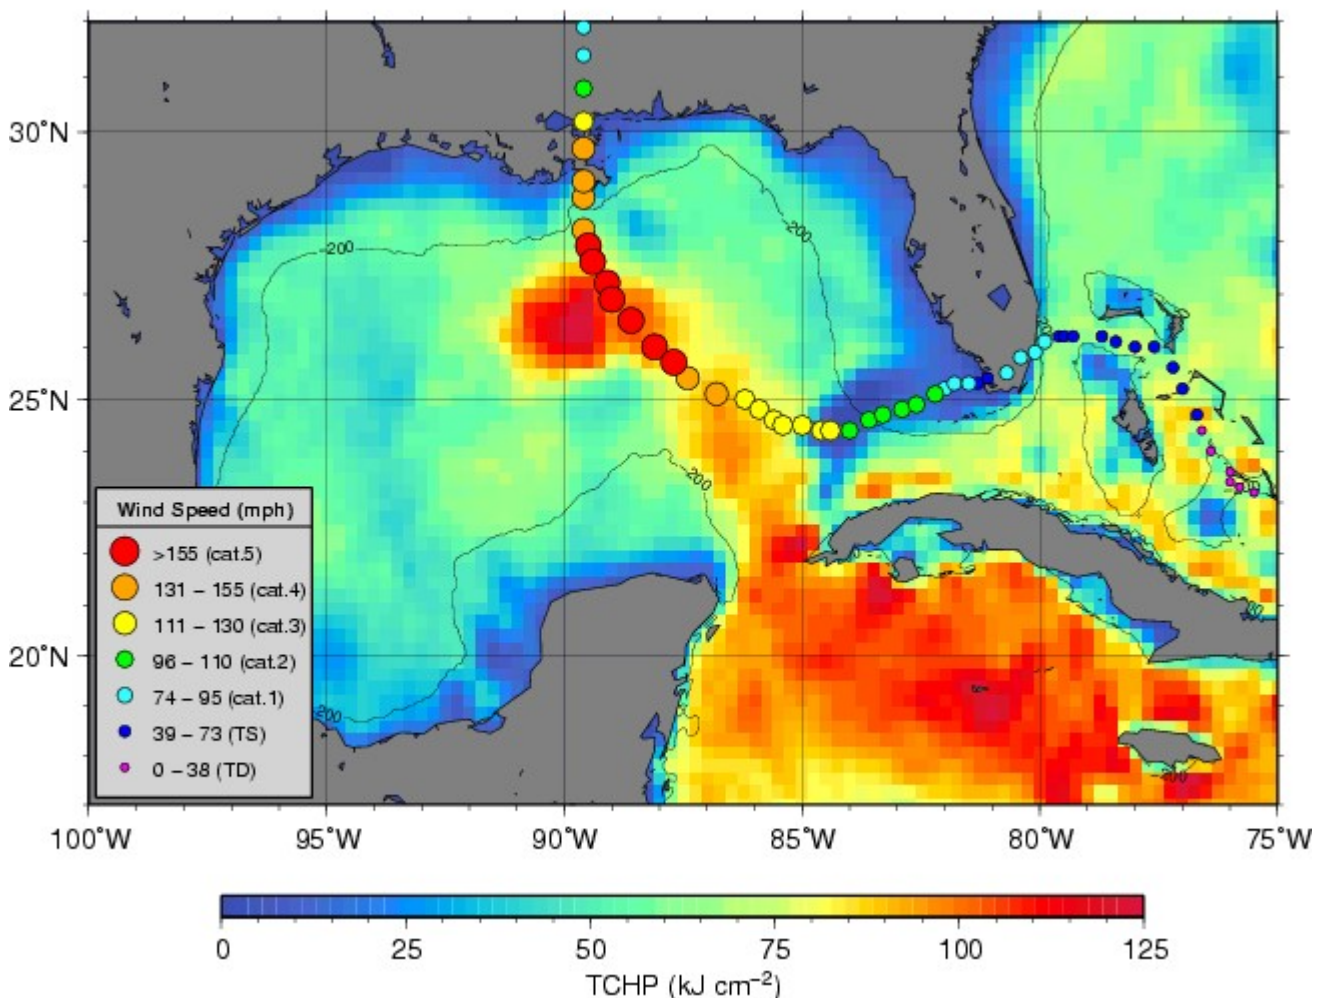 30°N
25°N
20°N
200
200
200
200
200
200
Wind Speed (mph)
>155 (cat.5)
131 – 155 (cat.4)
111 – 130 (cat.3)
96 – 110 (cat.2)
74 – 95 (cat.1)
39 – 73 (TS)
0 – 38 (TD)
100°W
95°W
90°W
85°W
80°W
75°W
0
25
50
75
100
125
TCHP (kJ cm⁻²)